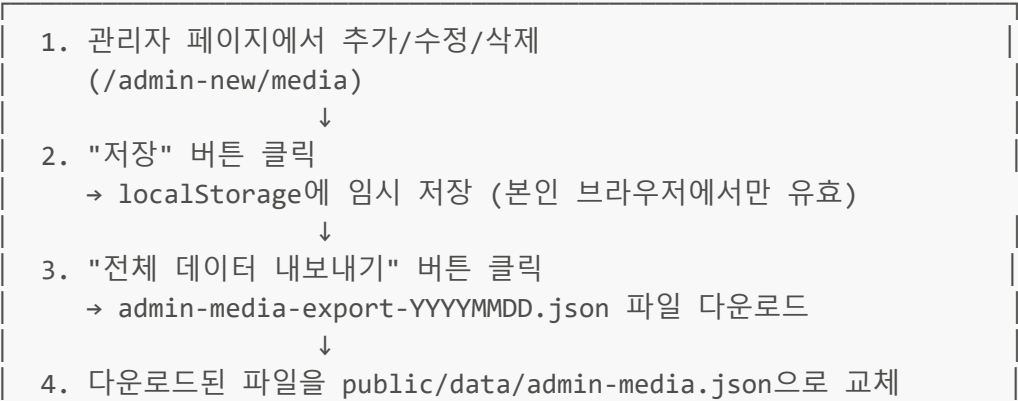 1. 관리자 페이지에서 추가/수정/삭제
(/admin-new/media)
↓
2. "저장" 버튼 클릭
→ localStorage에 임시 저장 (본인 브라우저에서만 유효)
↓
3. "전체 데이터 내보내기" 버튼 클릭
→ admin-media-export-YYYYMMDD.json 파일 다운로드
↓
4. 다운로드된 파일을 public/data/admin-media.json으로 교체